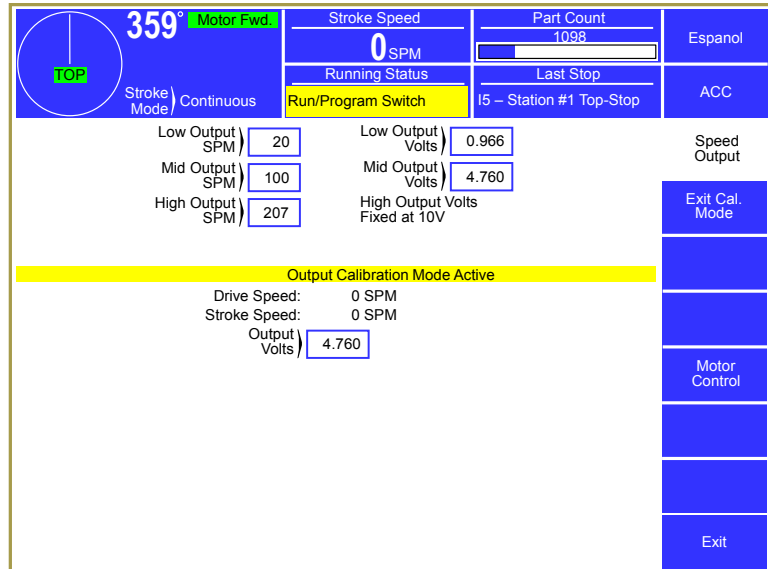 359° Motor Fwd.
TOP
Stroke Mode Continuous
Stroke Speed
0 SPM
Part Count
1098
Running Status
Run/Program Switch
Last Stop
I5 – Station #1 Top-Stop
Espanol
ACC
Speed
Output
Exit Cal.
Mode
Motor
Control
Exit
Low Output
SPM
20
Low Output
Volts
0.966
Mid Output
SPM
100
Mid Output
Volts
4.760
High Output
SPM
207
High Output Volts
Fixed at 10V
Output Calibration Mode Active
Drive Speed: 0 SPM
Stroke Speed: 0 SPM
Output
Volts
4.760